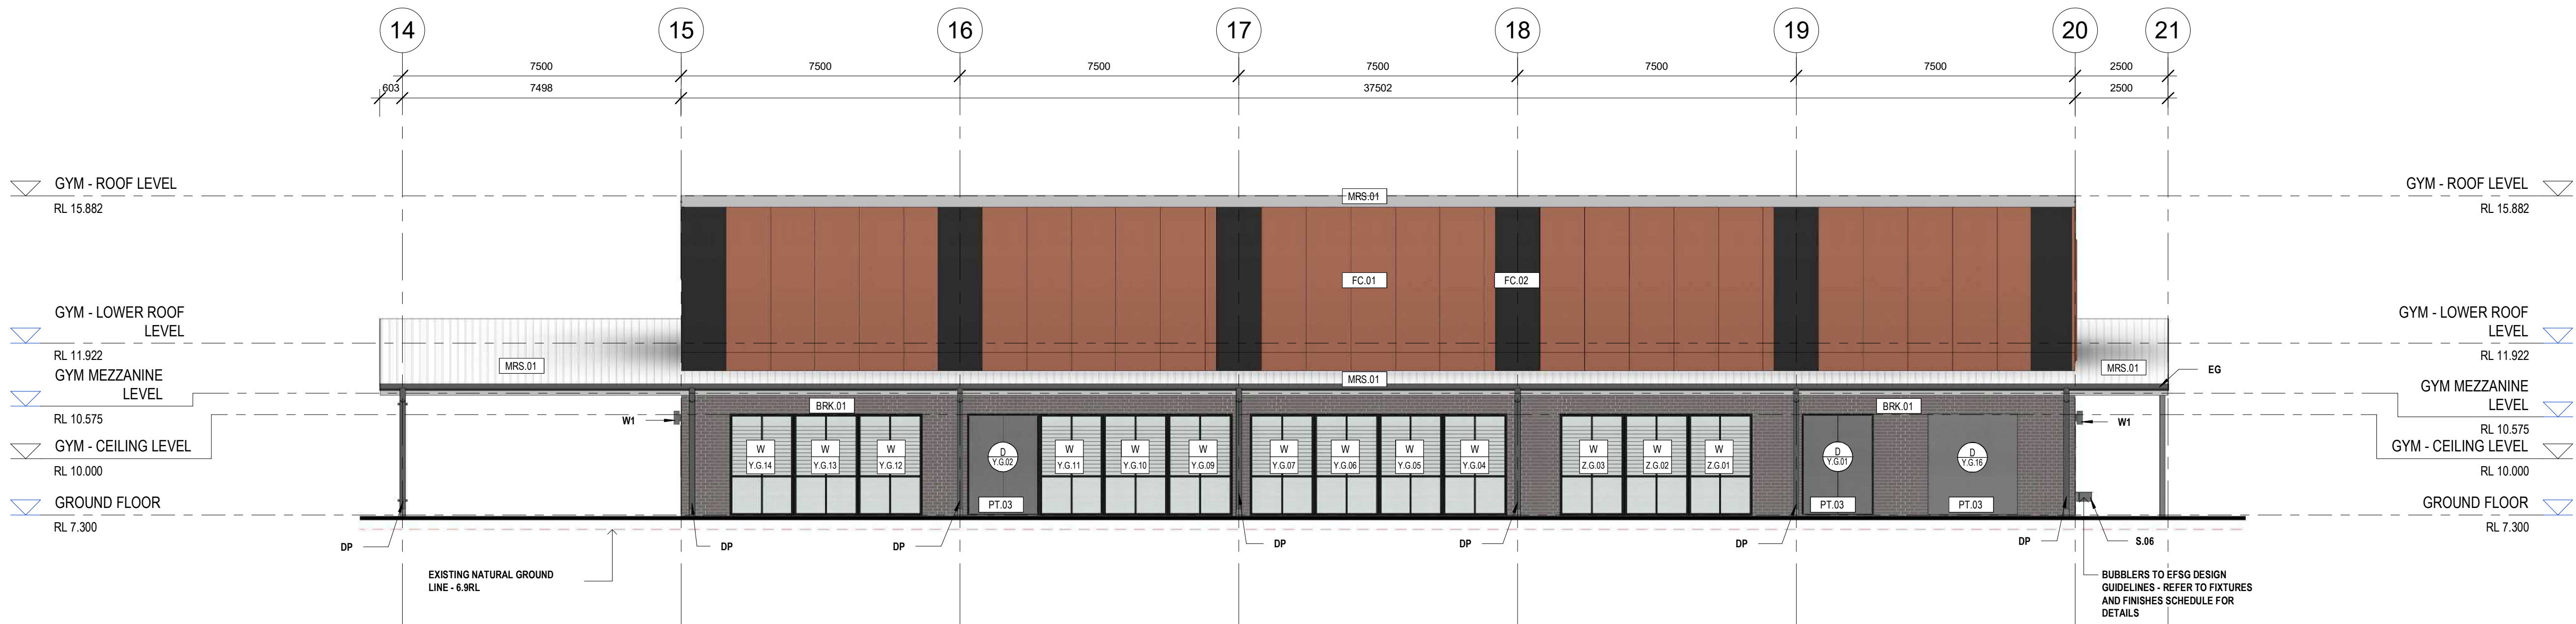 14 15 16 17 18 19 20 21
7500 7500 7500 7500 7500 7500 2500
603 7498 37502 2500
GYM - ROOF LEVEL
RL 15.882
MRS.01
GYM - ROOF LEVEL
RL 15.882
FC.01
FC.02
GYM - LOWER ROOF
LEVEL
RL 11.922
GYM - LOWER ROOF
LEVEL
RL 11.922
MRS.01
MRS.01
MRS.01
EG
GYM MEZZANINE
LEVEL
RL 10.575
GYM MEZZANINE
LEVEL
RL 10.575
BRK.01
BRK.01
W1
W1
GYM - CEILING LEVEL
RL 10.000
GYM - CEILING LEVEL
RL 10.000
W
Y.G.14
W
Y.G.13
W
Y.G.12
D
Y.G.02
W
Y.G.11
W
Y.G.10
W
Y.G.09
W
Y.G.07
W
Y.G.06
W
Y.G.05
W
Y.G.04
W
Z.G.03
W
Z.G.02
W
Z.G.01
D
Y.G.01
D
Y.G.16
PT.03
PT.03
PT.03
GROUND FLOOR
RL 7.300
GROUND FLOOR
RL 7.300
DP
DP
DP
DP
DP
DP
DP
S.06
EXISTING NATURAL GROUND
LINE - 6.9RL
BUBBLERS TO EFSG DESIGN
GUIDELINES - REFER TO FIXTURES
AND FINISHES SCHEDULE FOR
DETAILS